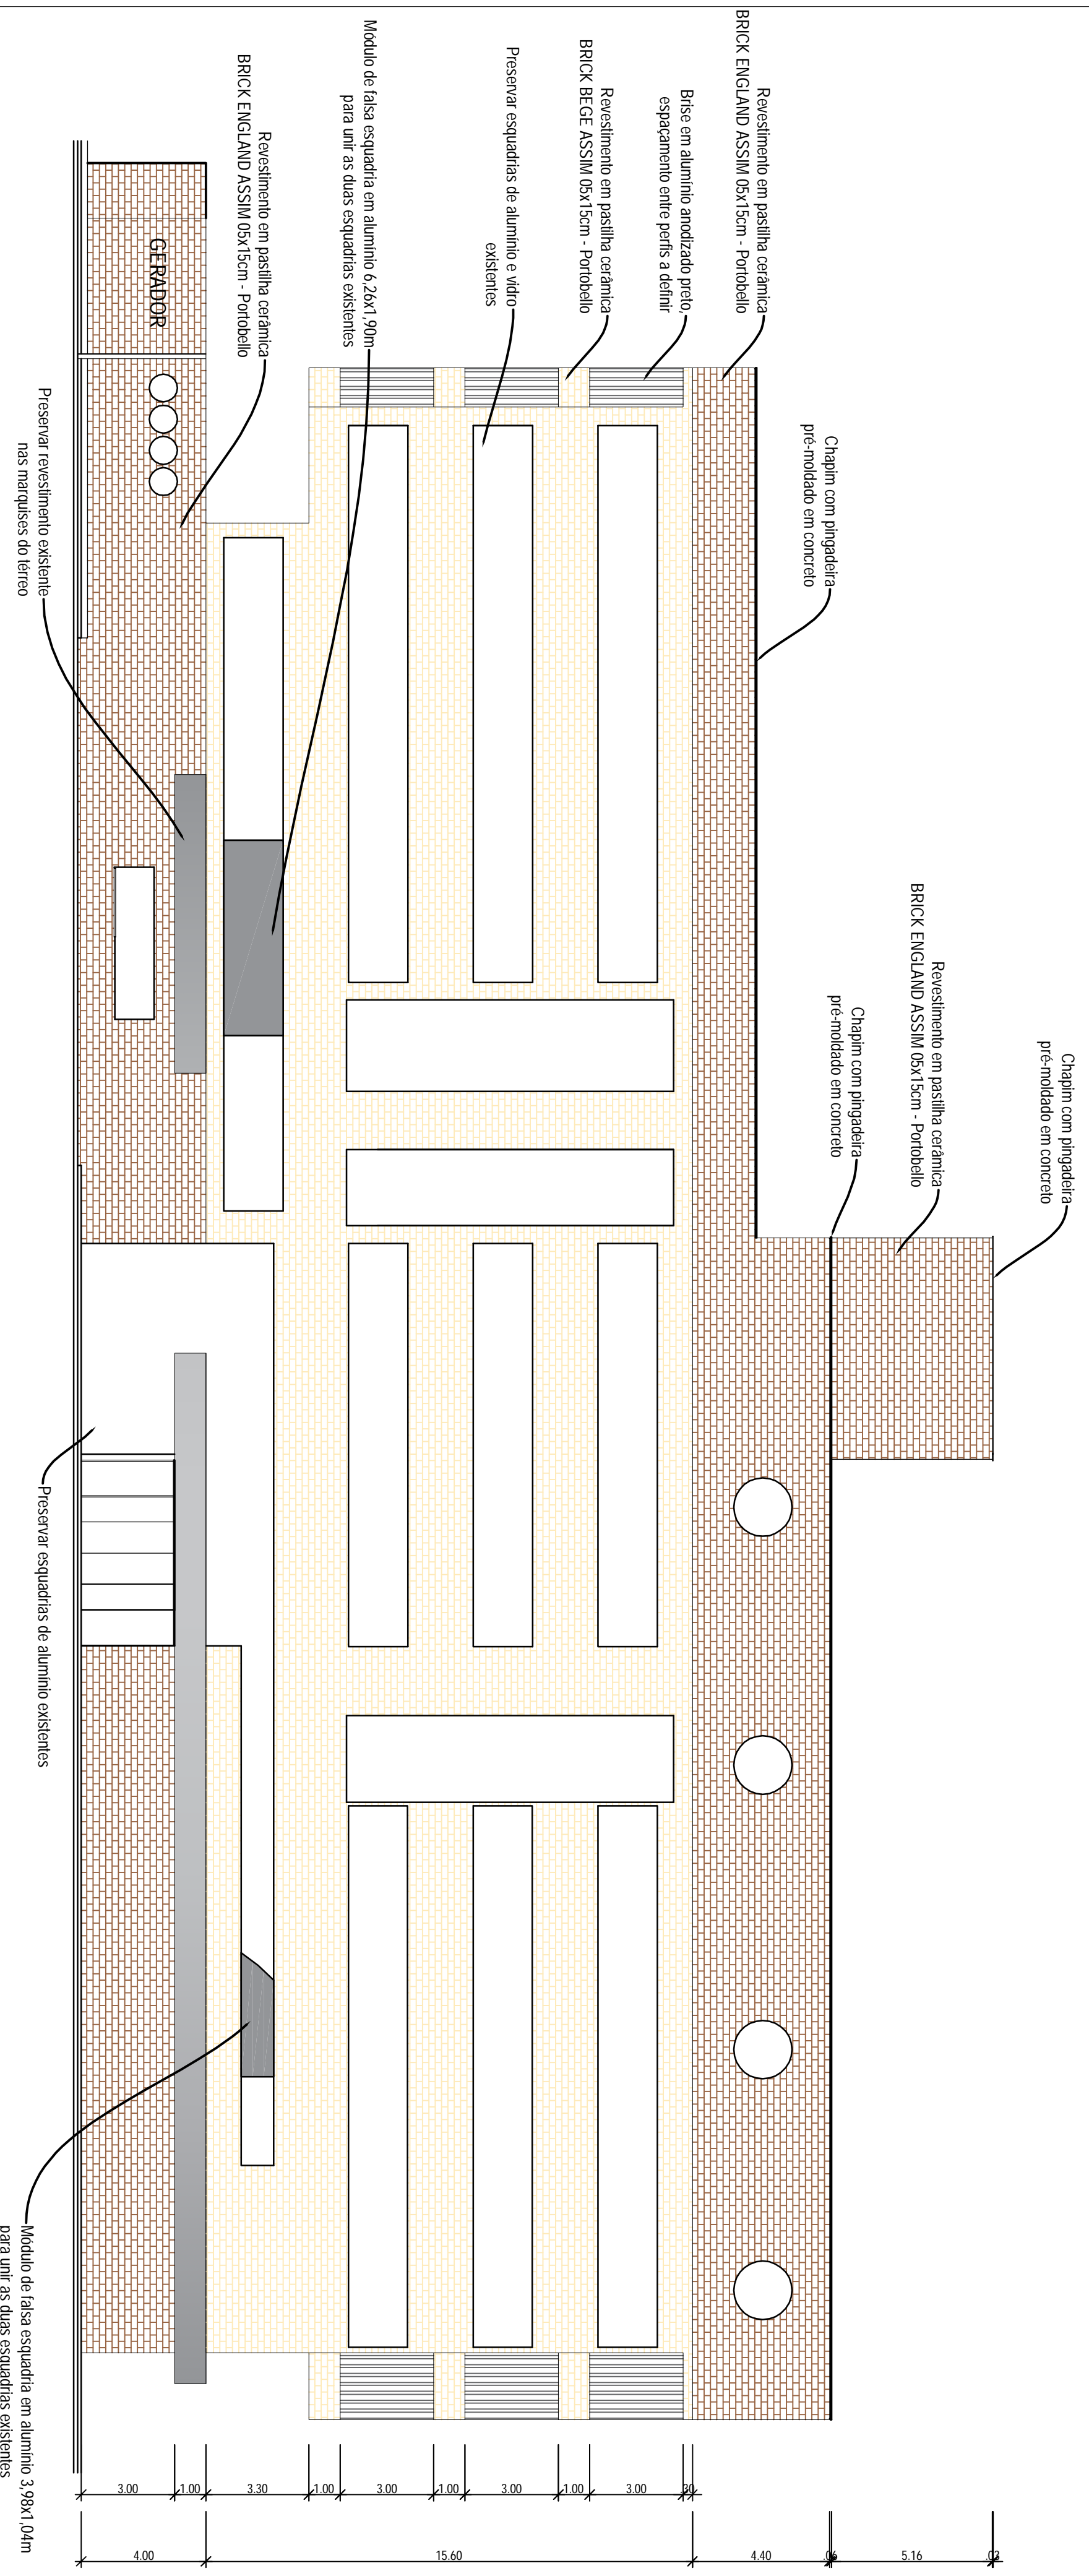 Chapim com pingadeira
pré-moldado em concreto
Revestimento em pastilha cerâmica
BRICK ENGLAND ASSIM 05x15cm - Portobello
Chapim com pingadeira
pré-moldado em concreto
Chapim com pingadeira
pré-moldado em concreto
Revestimento em pastilha cerâmica
BRICK ENGLAND ASSIM 05x15cm - Portobello
Brise em alumínio anodizado preto,
espaçamento entre perfis a definir
Revestimento em pastilha cerâmica
BRICK BEGE ASSIM 05x15cm - Portobello
Preservar esquadrias de alumínio e vidro
existentes
Módulo de falsa esquadria em alumínio 6,26x1,90m
para unir as duas esquadrias existentes
Revestimento em pastilha cerâmica
BRICK ENGLAND ASSIM 05x15cm - Portobello
GERADOR
Preservar revestimento existente
nas marquises do térreo
Preservar esquadrias de alumínio existentes
Módulo de falsa esquadria em alumínio 3,98x1,04m
para unir as duas esquadrias existentes
.30
3.00
1.00
3.00
1.00
3.00
1.00
3.30
1.00
3.00
.03
5.16
.06
4.40
15.60
4.00